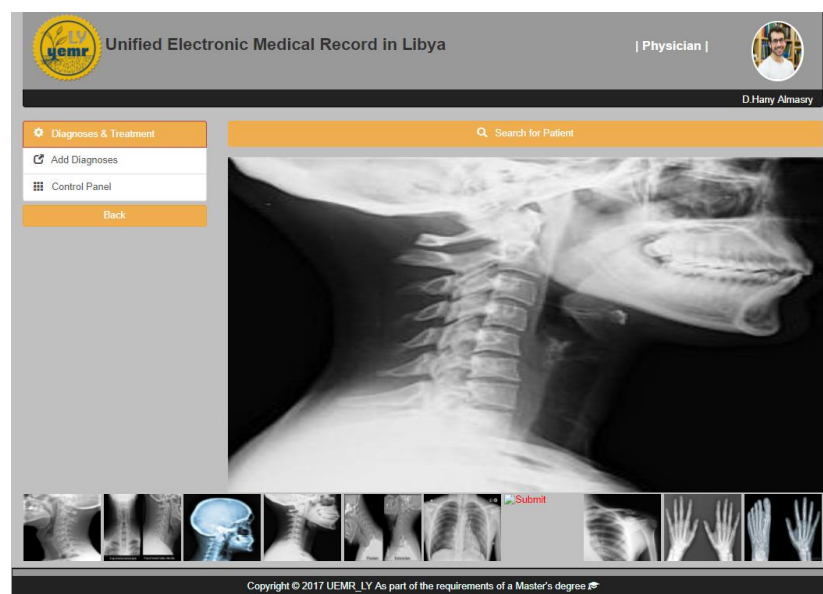 LY
uemr
Unified Electronic Medical Record in Libya
| Physician |
D.Hany Almasry
Diagnoses & Treatment
Search for Patient
Add Diagnoses
Control Panel
Back
Submit
Copyright © 2017 UEMR_LY As part of the requirements of a Master's degree